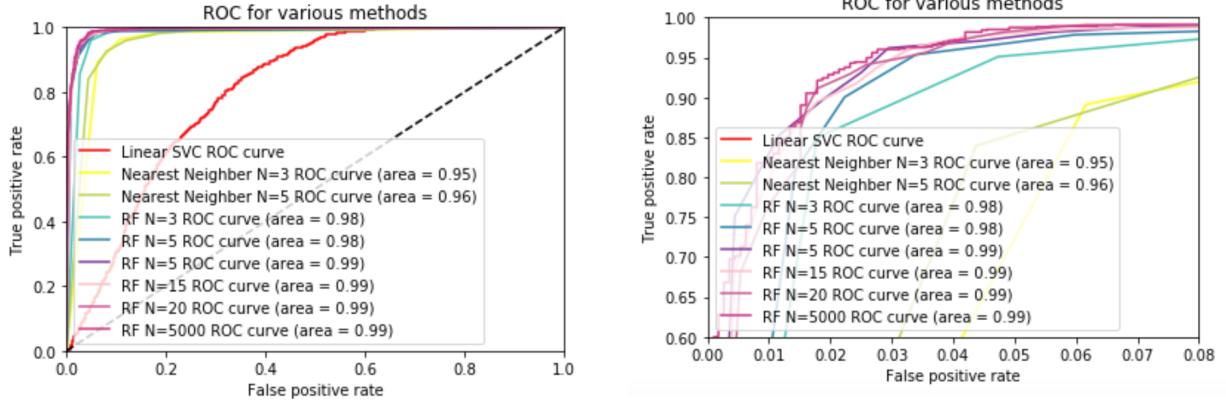 ROC for various methods
1.0
0.8
0.6
0.4
0.2
0.0
True positive rate
Linear SVC ROC curve
Nearest Neighber N=3 ROC curve (area = 0.95)
Nearest Neighber N=5 ROC curve (area = 0.96)
RF N=3 ROC curve (area = 0.98)
RF N=5 ROC curve (area = 0.98)
RF N=5 ROC curve (area = 0.99)
RF N=15 ROC curve (area = 0.99)
RF N=20 ROC curve (area = 0.99)
RF N=5000 ROC curve (area = 0.99)
0.0 0.2 0.4 0.6 0.8 1.0
False positive rate
ROC for various methods
1.00
0.95
0.90
0.85
0.80
0.75
0.70
0.65
0.60
True positive rate
Linear SVC ROC curve
Nearest Neighber N=3 ROC curve (area = 0.95)
Nearest Neighber N=5 ROC curve (area = 0.96)
RF N=3 ROC curve (area = 0.98)
RF N=5 ROC curve (area = 0.98)
RF N=5 ROC curve (area = 0.99)
RF N=15 ROC curve (area = 0.99)
RF N=20 ROC curve (area = 0.99)
RF N=5000 ROC curve (area = 0.99)
0.00 0.01 0.02 0.03 0.04 0.05 0.06 0.07 0.08
False positive rate